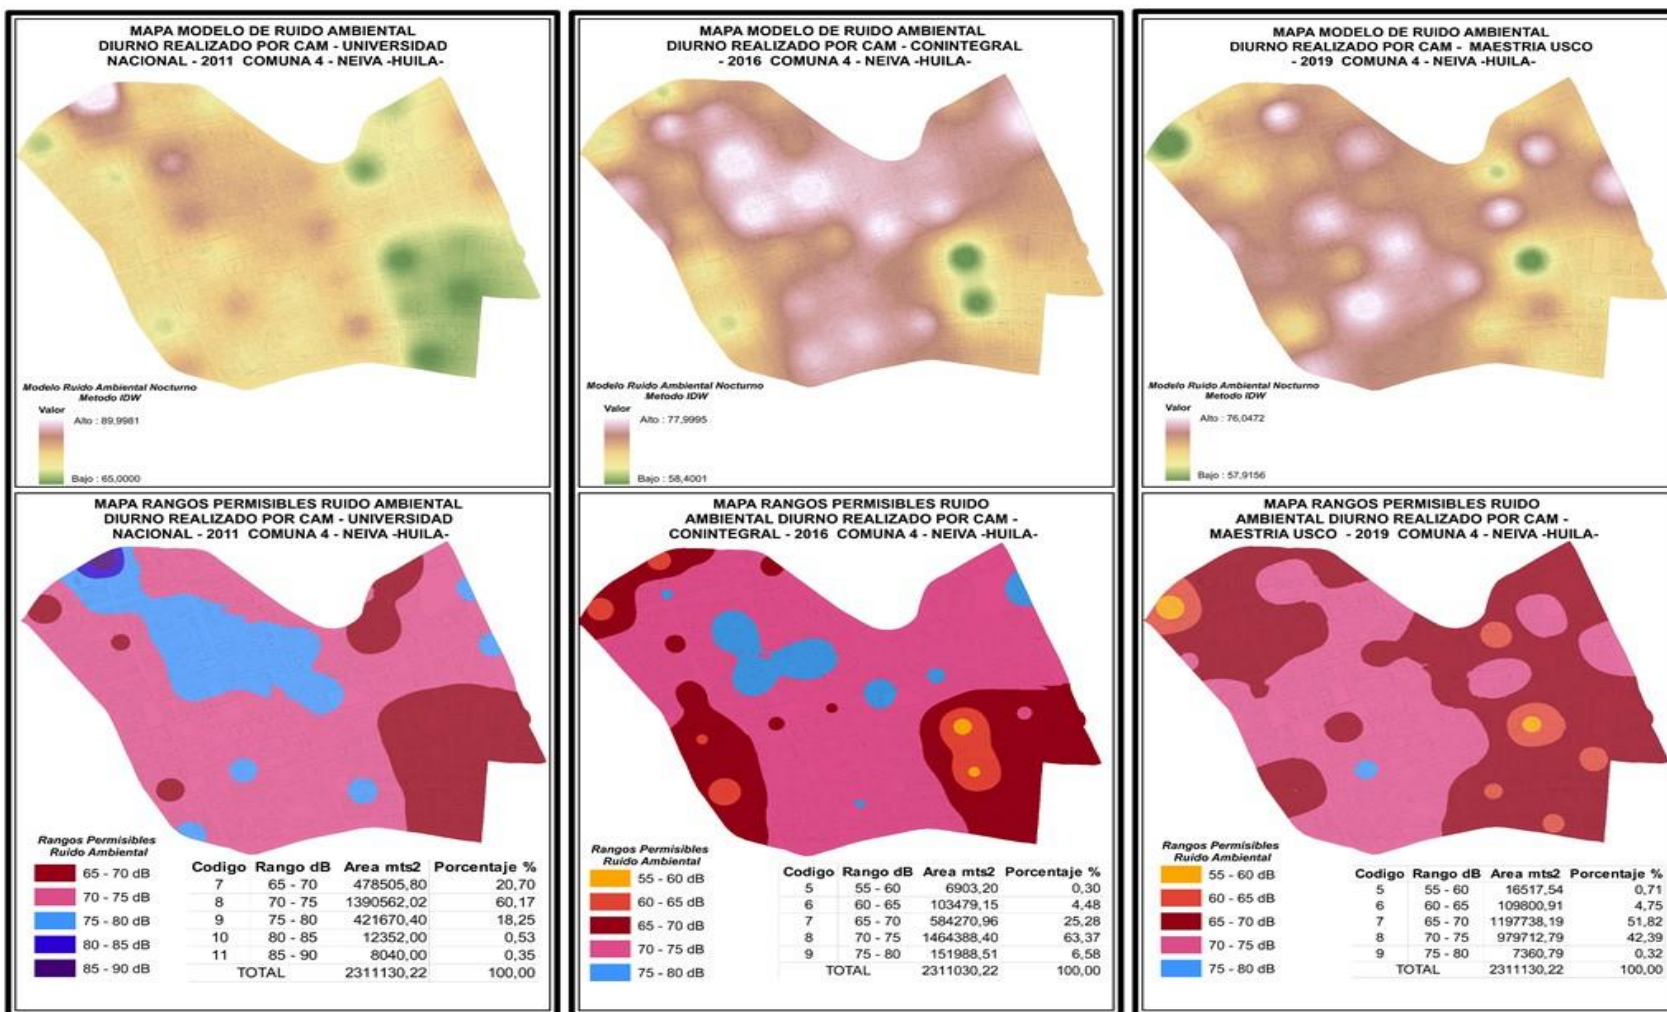 MAPA MODELO DE RUIDO AMBIENTAL
DIURNO REALIZADO POR CAM - UNIVERSIDAD
NACIONAL - 2011 COMUNA 4 - NEIVA -HUILA-
Modelo Ruido Ambiental Nocturno
Metodo IDW
Valor
Alto : 89,9981
Bajo : 65,0000
MAPA MODELO DE RUIDO AMBIENTAL
DIURNO REALIZADO POR CAM - CONINTEGRAL
- 2016 COMUNA 4 - NEIVA -HUILA-
Modelo Ruido Ambiental Nocturno
Metodo IDW
Valor
Alto : 77,9995
Bajo : 58,4001
MAPA MODELO DE RUIDO AMBIENTAL
DIURNO REALIZADO POR CAM - MAESTRIA USCO
- 2019 COMUNA 4 - NEIVA -HUILA-
Modelo Ruido Ambiental Nocturno
Metodo IDW
Valor
Alto : 76,0472
Bajo : 57,9156
MAPA RANGOS PERMISIBLES RUIDO AMBIENTAL
DIURNO REALIZADO POR CAM - UNIVERSIDAD
NACIONAL - 2011 COMUNA 4 - NEIVA -HUILA-
Rangos Permisibles
Ruido Ambiental
65 - 70 dB
70 - 75 dB
75 - 80 dB
80 - 85 dB
85 - 90 dB
Codigo Rango dB Area mts2 Porcentaje %
7 65 - 70 478505,80 20,70
8 70 - 75 1390562,02 60,17
9 75 - 80 421670,40 18,25
10 80 - 85 12352,00 0,53
11 85 - 90 8040,00 0,35
TOTAL 2311130,22 100,00
MAPA RANGOS PERMISIBLES RUIDO
AMBIENTAL DIURNO REALIZADO POR CAM -
CONINTEGRAL - 2016 COMUNA 4 - NEIVA -HUILA-
Rangos Permisibles
Ruido Ambiental
55 - 60 dB
60 - 65 dB
65 - 70 dB
70 - 75 dB
75 - 80 dB
Codigo Rango dB Area mts2 Porcentaje %
5 55 - 60 6903,20 0,30
6 60 - 65 103479,15 4,48
7 65 - 70 584270,96 25,28
8 70 - 75 1464388,40 63,37
9 75 - 80 151988,51 6,58
TOTAL 2311030,22 100,00
MAPA RANGOS PERMISIBLES RUIDO
AMBIENTAL DIURNO REALIZADO POR CAM -
MAESTRIA USCO - 2019 COMUNA 4 - NEIVA -HUILA-
Rangos Permisibles
Ruido Ambiental
55 - 60 dB
60 - 65 dB
65 - 70 dB
70 - 75 dB
75 - 80 dB
Codigo Rango dB Area mts2 Porcentaje %
5 55 - 60 16517,54 0,71
6 60 - 65 109800,91 4,75
7 65 - 70 1197738,19 51,82
8 70 - 75 979712,79 42,39
9 75 - 80 7360,79 0,32
TOTAL 2311130,22 100,00